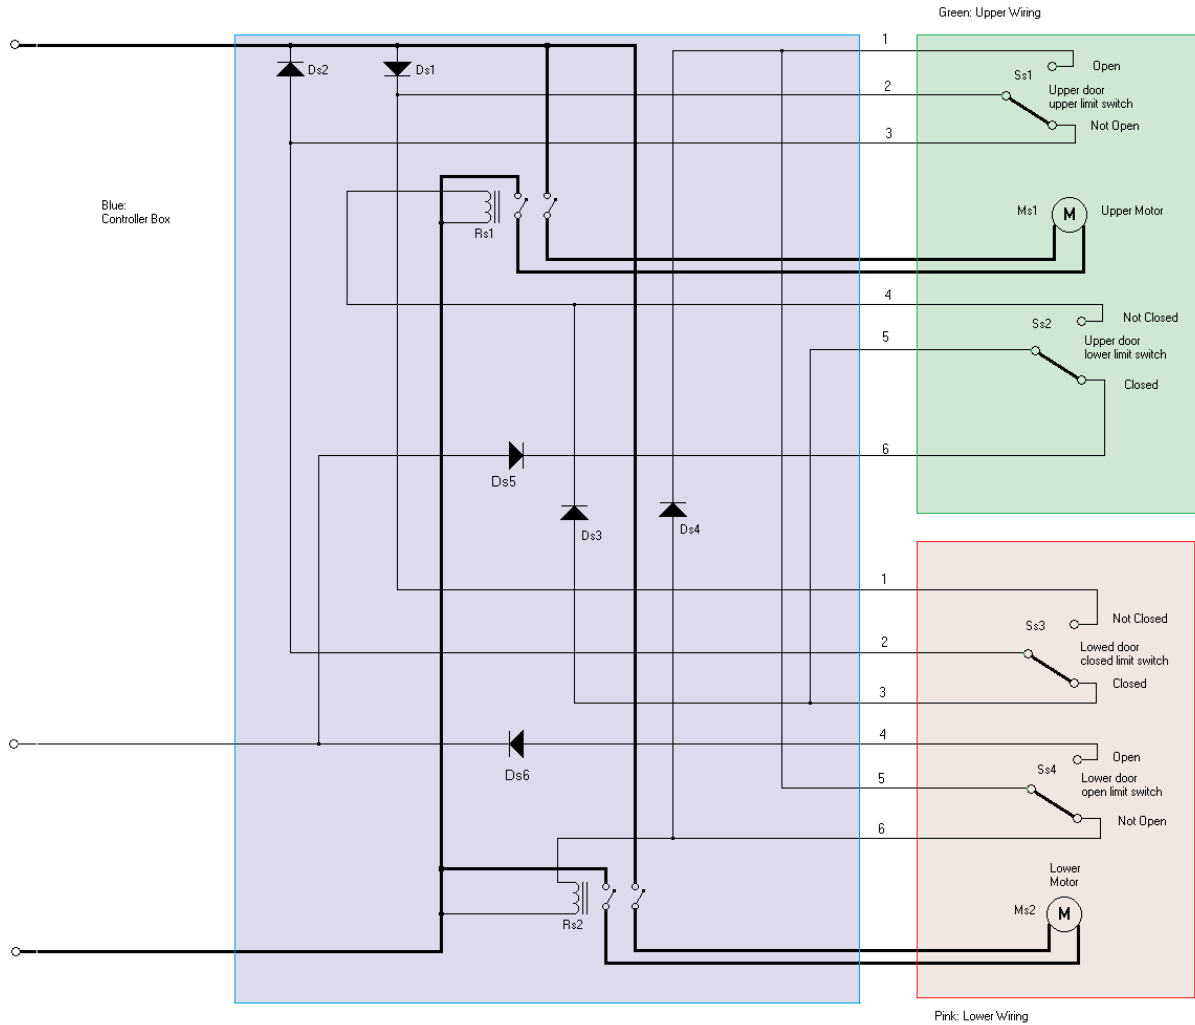 Green: Upper Wiring
1
Open
Ds2
Ds1
Ss1
2
Upper door
upper limit switch
Not Open
3
Blue:
Controller Box
Rs1
Ms1
M
Upper Motor
4
Not Closed
Ss2
5
Upper door
lower limit switch
Closed
6
Ds5
Ds3
Ds4
1
Not Closed
Ss3
2
Lowed door
closed limit switch
Closed
3
4
Open
Ds6
Ss4
5
Lower door
open limit switch
Not Open
6
Lower
Motor
Rs2
Ms2
M
Pink: Lower Wiring